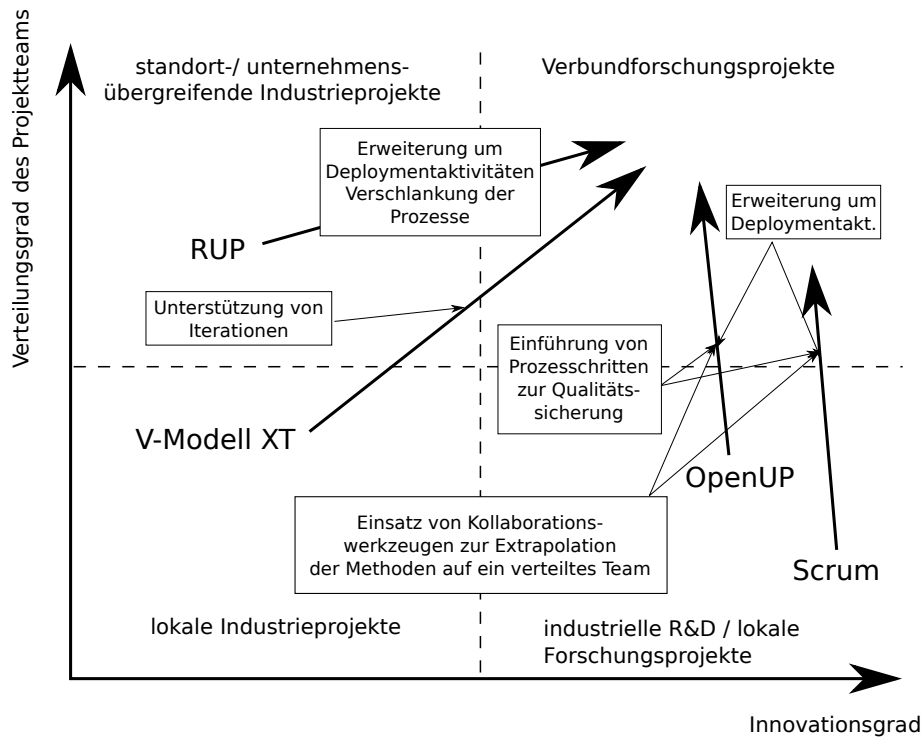 Verteilungsgrad des Projektteams
standort-/ unternehmens-
übergreifende Industrieprojekte
Verbundforschungsprojekte
Erweiterung um
Deploymentaktivitäten
Verschlankung der
Prozesse
Erweiterung um
Deploymentakt.
RUP
Unterstützung von
Iterationen
Einführung von
Prozesschritten
zur Qualitäts-
sicherung
V-Modell XT
OpenUP
Einsatz von Kollaborations-
werkzeugen zur Extrapolation
der Methoden auf ein verteiltes Team
Scrum
lokale Industrieprojekte
industrielle R&D / lokale
Forschungsprojekte
Innovationsgrad